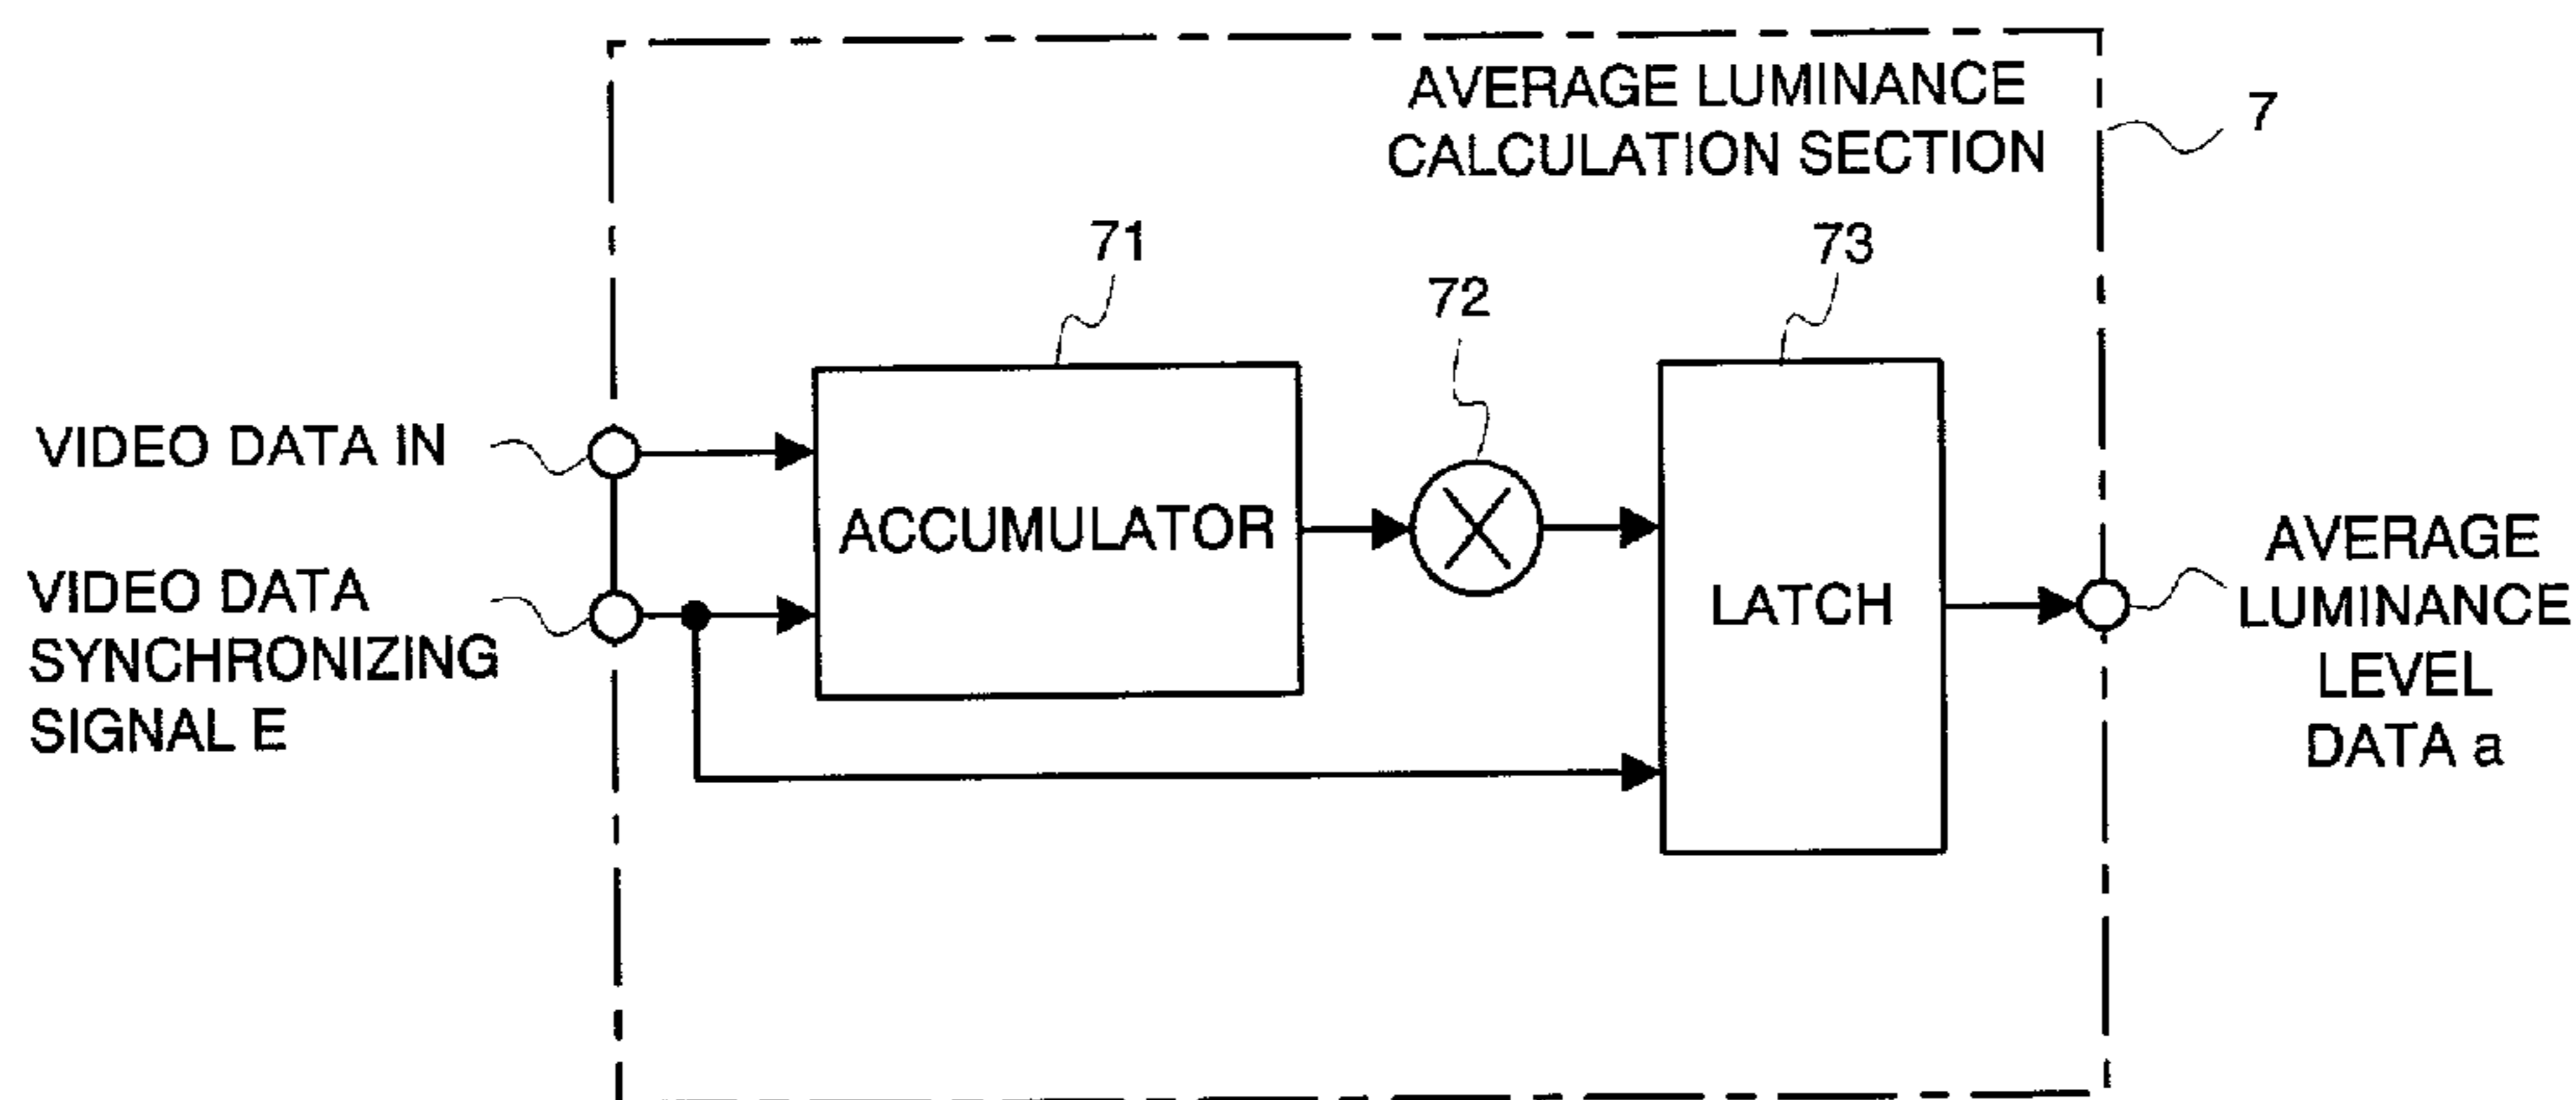 AVERAGE LUMINANCE
CALCULATION SECTION
7
71
72
73
VIDEO DATA IN
ACCUMULATOR
VIDEO DATA
SYNCHRONIZING
SIGNAL E
LATCH
AVERAGE
LUMINANCE
LEVEL
DATA a